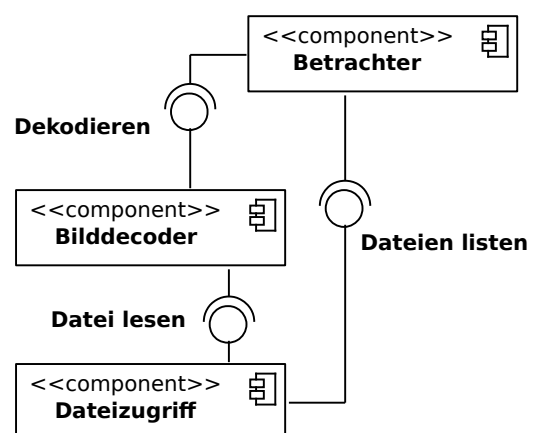 <<component>>
Betrachter
Dekodieren
<<component>>
Bilddecoder
Dateien listen
Datei lesen
<<component>>
Dateizugriff